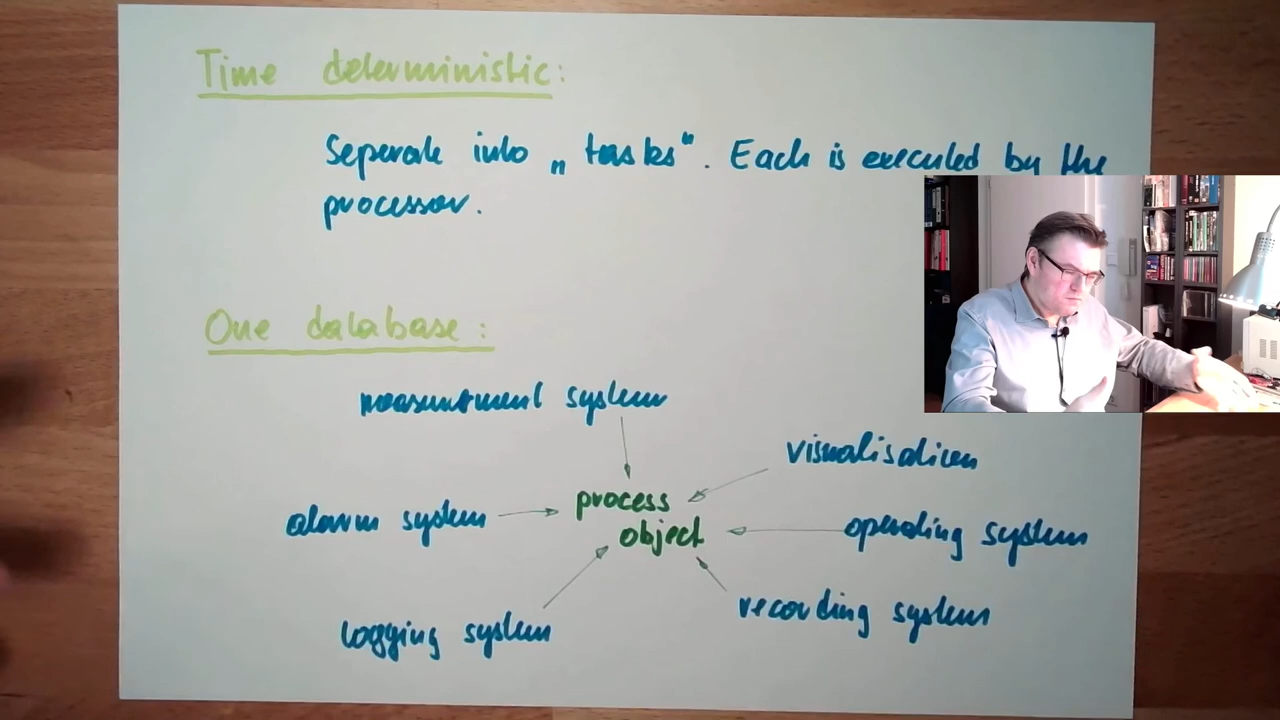 Time deterministic:
Seperate into „tasks". Each is executed by the
processor.
One database:
measurement system
visualisation
process
alarm system
object
operating system
recording system
logging system